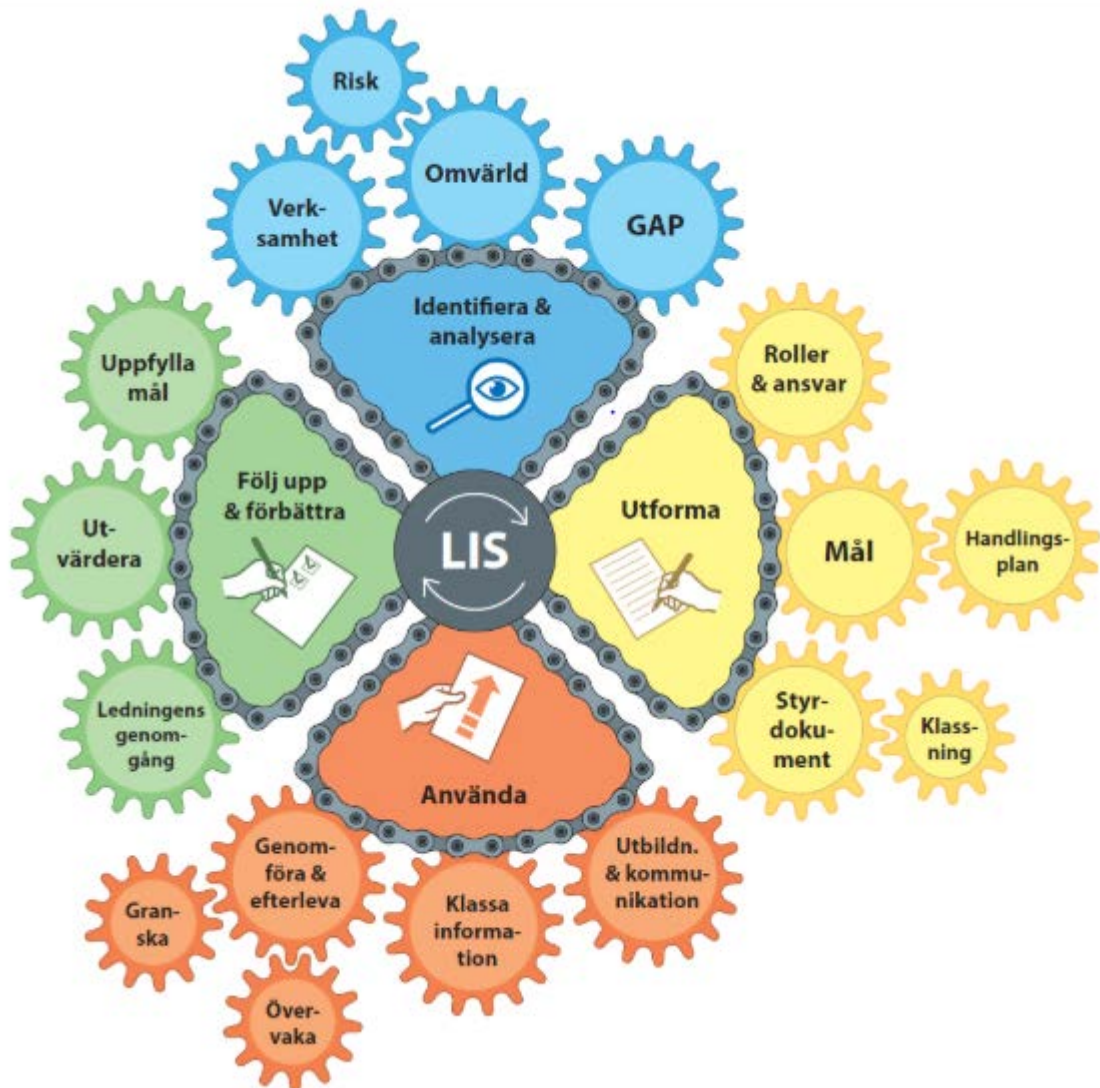 Risk
Omvärld
Verk-
samhet
GAP
Identifiera &
analysera
Uppfylla
mål
Roller
& ansvar
Följ upp
& förbättra
LIS
Utforma
Ut-
värdera
Mål
Handlings-
plan
Ledningens
genom-
gång
Styr-
doku-
ment
Klass-
ning
Använda
Genom-
föra &
efterleva
Utbildn.
& kommu-
nikation
Klassa
informa-
tion
Gran-
ska
Över-
vaka